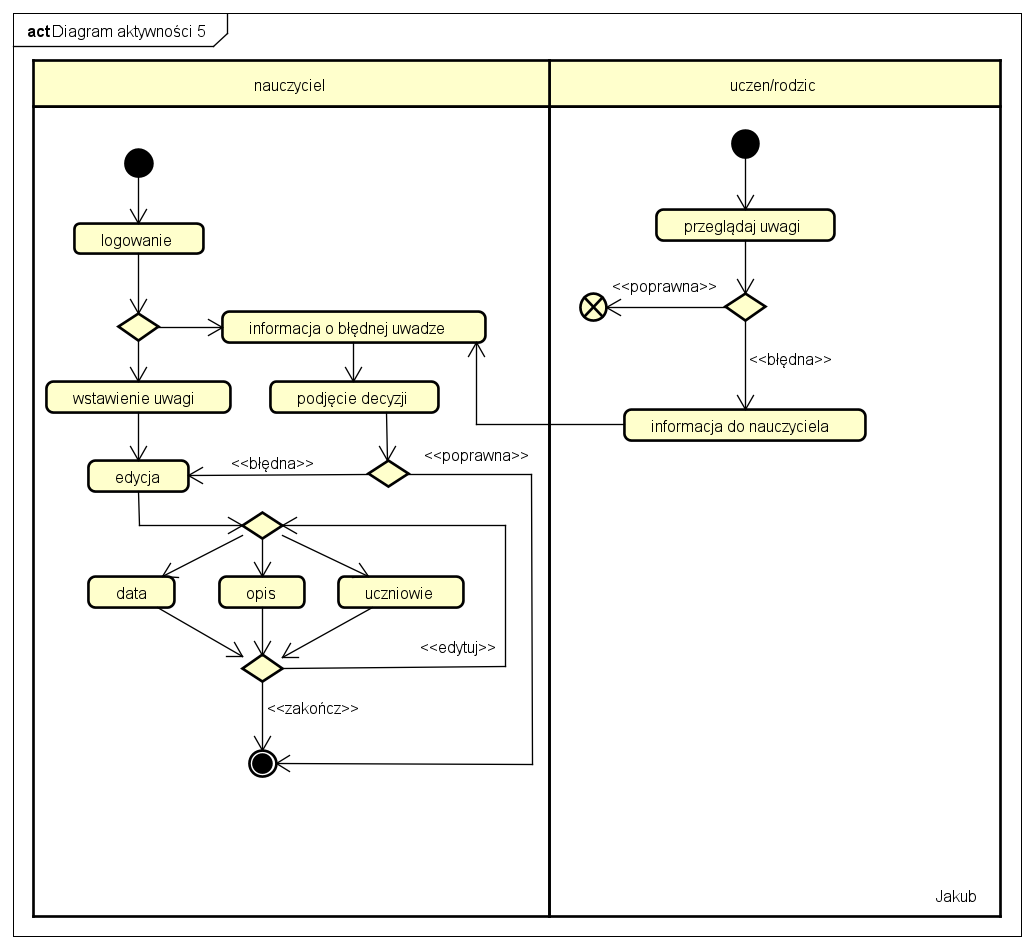 act Diagram aktywności 5
nauczyciel
uczen/rodzic
przeglądaj uwagi
logowanie
<<poprawna>>
informacja o błędnej uwadze
<<błędna>>
wstawienie uwagi
podjęcie decyzji
informacja do nauczyciela
<<poprawna>>
<<błędna>>
edycja
data
opis
uczniowie
<<edytuj>>
<<zakończ>>
Jakub